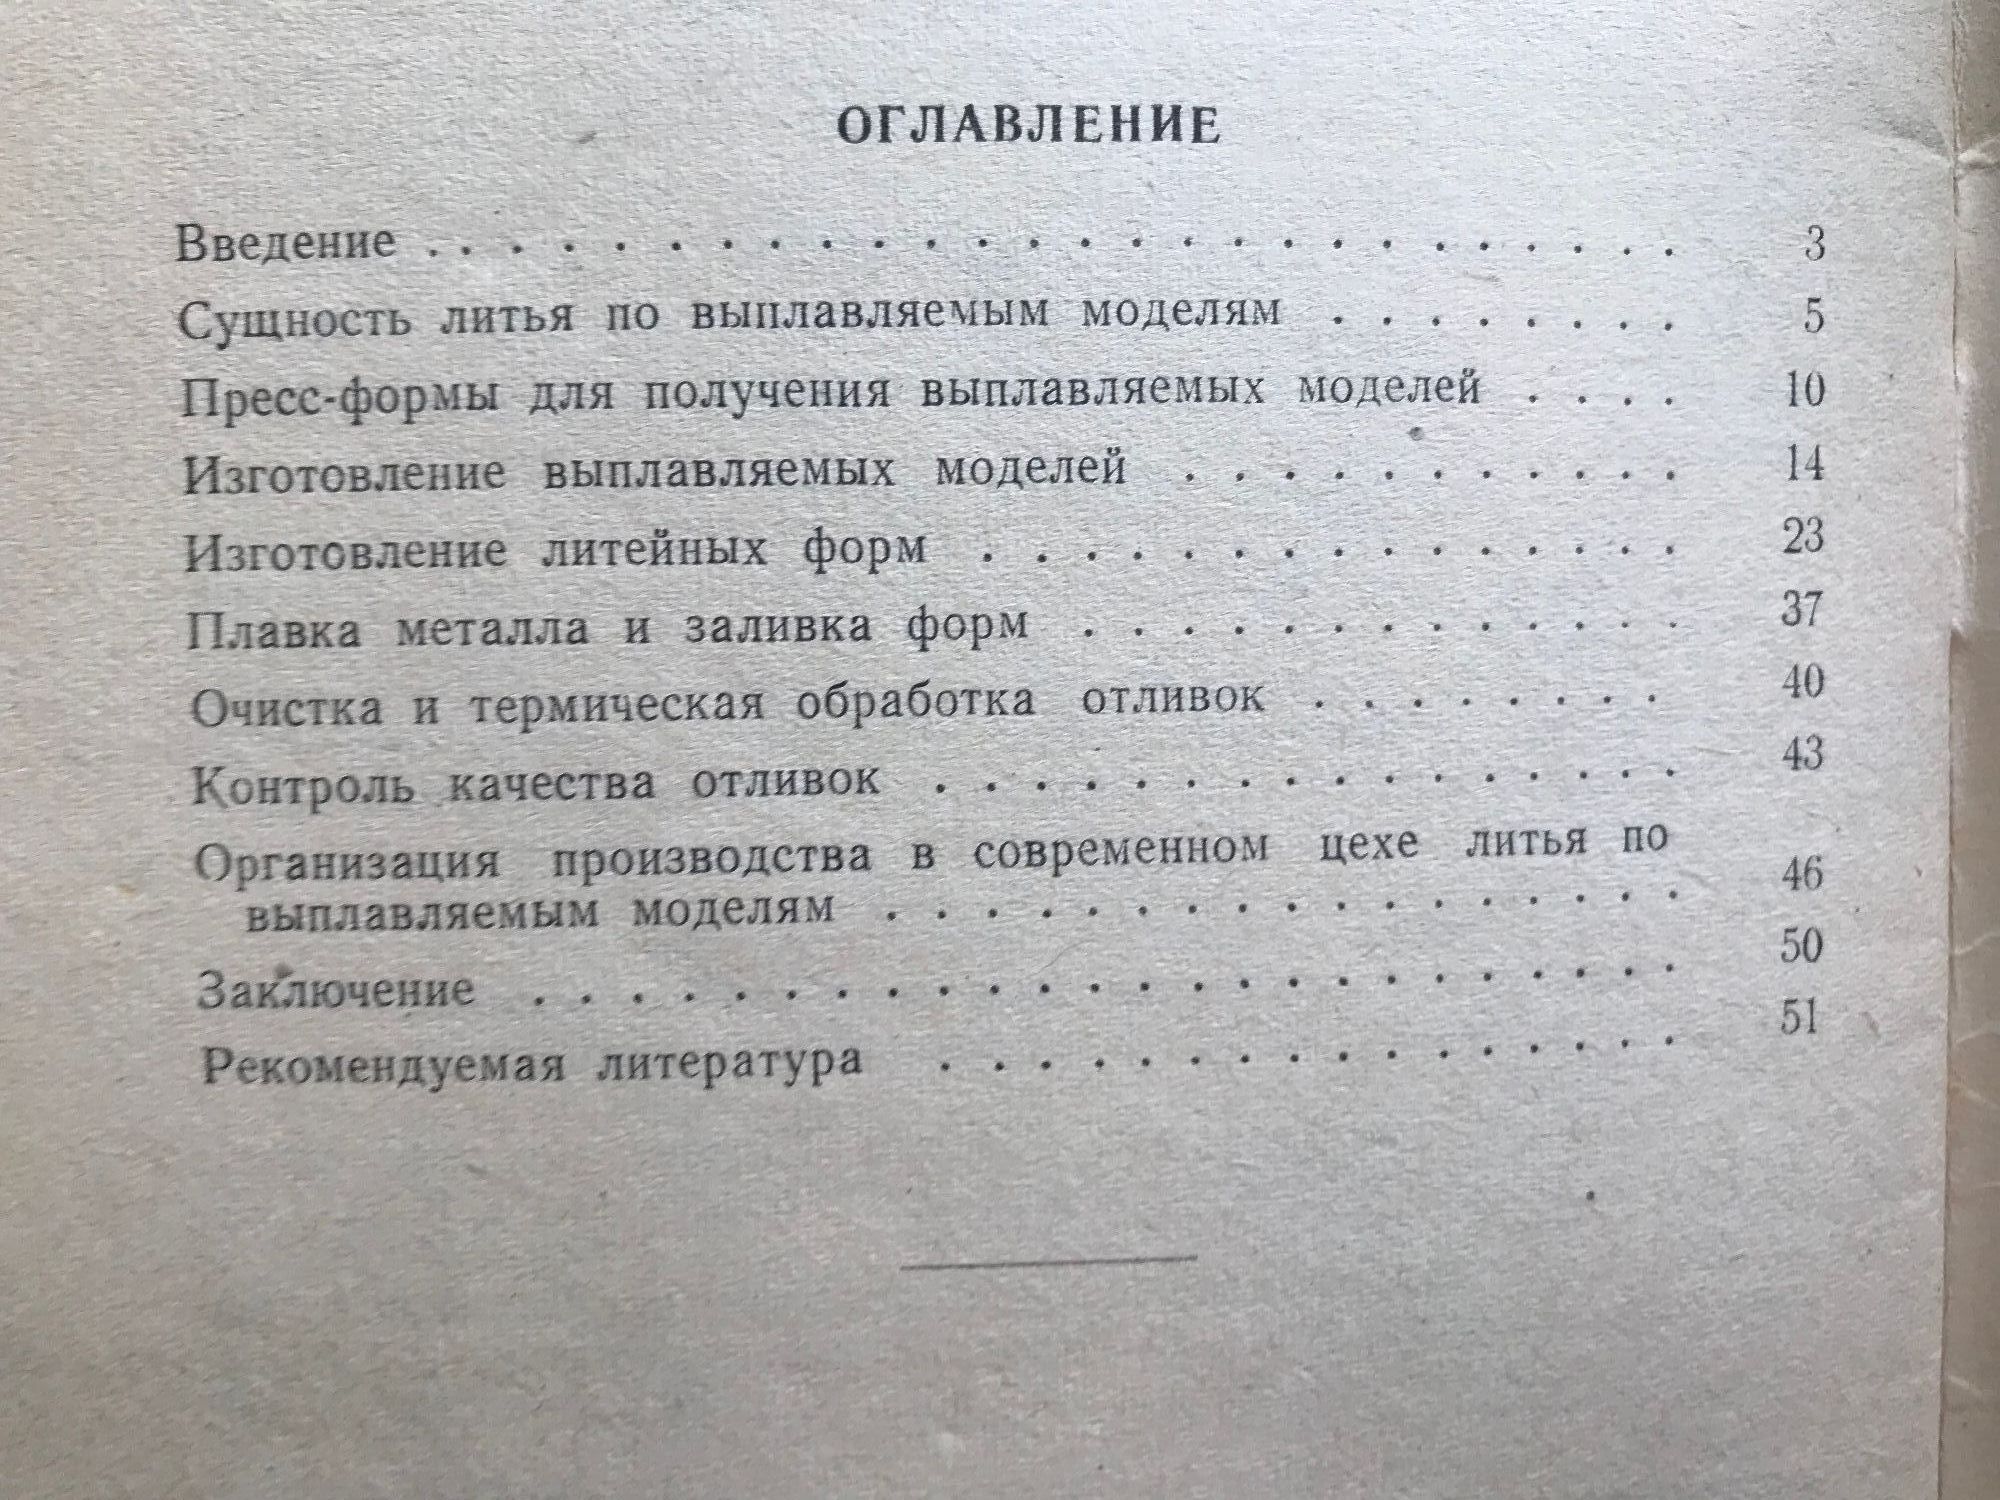 ОГЛАВЛЕНИЕ
Введение . . . . . . . . . . . . . . . . . . . . . . . . . 3
Сущность литья по выплавляемым моделям . . . . . . . . 5
Пресс-формы для получения выплавляемых моделей . . . . 10
Изготовление выплавляемых моделей . . . . . . . . . . 14
Изготовление литейных форм . . . . . . . . . . . . . . 23
Плавка металла и заливка форм . . . . . . . . . . . . 37
Очистка и термическая обработка отливок . . . . . . . 40
Контроль качества отливок . . . . . . . . . . . . . . . 43
Организация производства в современном цехе литья по
выплавляемым моделям . . . . . . . . . . . . . . . . 46
Заключение . . . . . . . . . . . . . . . . . . . . . . . 50
Рекомендуемая литература . . . . . . . . . . . . . . . 51